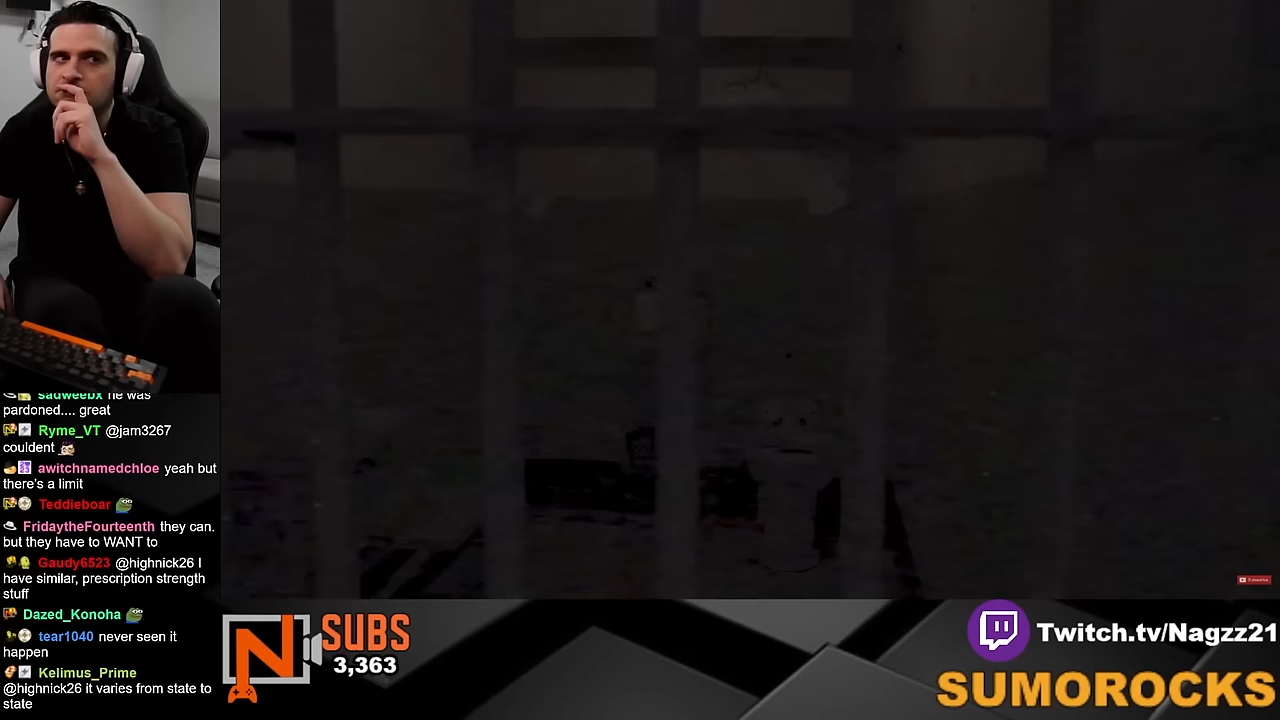 sadweebx he was
pardoned.... great
Ryme_VT @jam3267
couldent
awitchnamedchloe yeah but
there's a limit
Teddieboar
FridaytheFourteenth they can.
but they have to WANT to
Gaudy6523 @highnick26 I
have similar, prescription strength
stuff
Dazed_Konoha
tear1040 never seen it
happen
Kelimus_Prime
@highnick26 it varies from state to
state
N SUBS
3,363
Subscribe
Twitch.tv/Nagzz21
SUMOROCKS